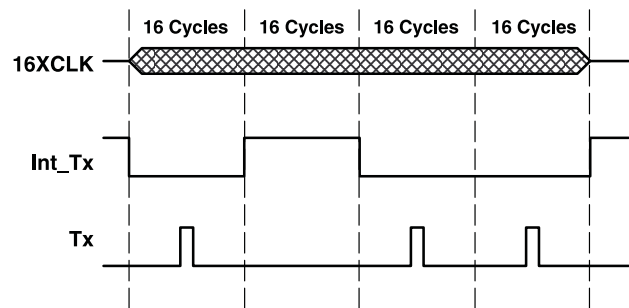 16 Cycles 16 Cycles 16 Cycles 16 Cycles
16XCLK
Int_Tx
Tx